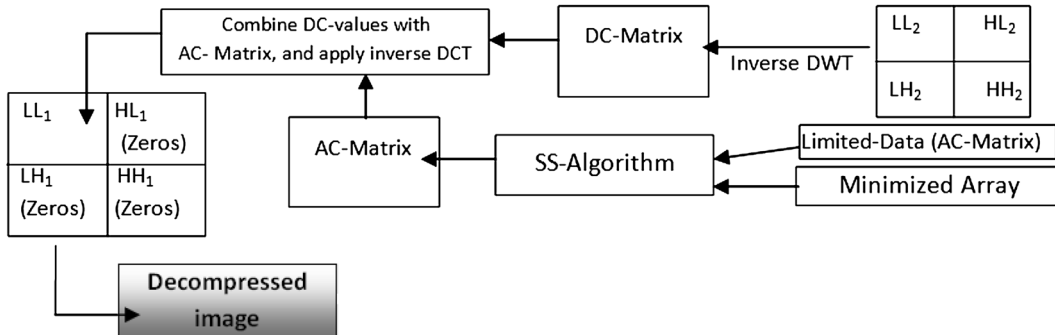 Combine DC-values with
AC- Matrix, and apply inverse DCT
DC-Matrix
Inverse DWT
LL₂ HL₂
LH₂ HH₂
LL₁ HL₁
(Zeros)
LH₁ HH₁
(Zeros) (Zeros)
AC-Matrix
SS-Algorithm
Limited-Data (AC-Matrix)
Minimized Array
Decompressed
image